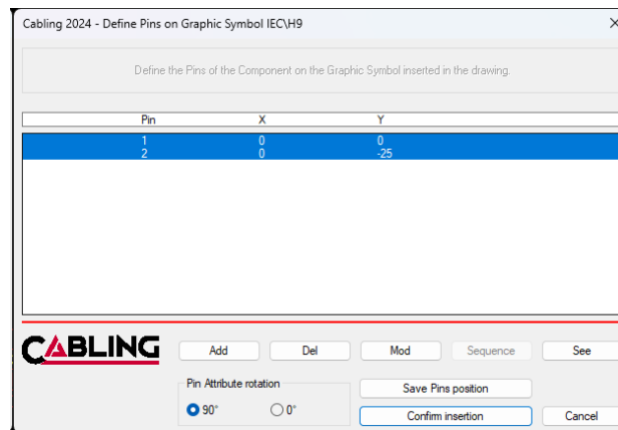 Cabling 2024 - Define Pins on Graphic Symbol IEC\H9
Define the Pins of the Component on the Graphic Symbol inserted in the drawing.
Pin X Y
1 0 0
2 0 -25
CABLING
Add Del Mod Sequence See
Pin Attribute rotation
Save Pins position
90° 0°
Confirm insertion Cancel